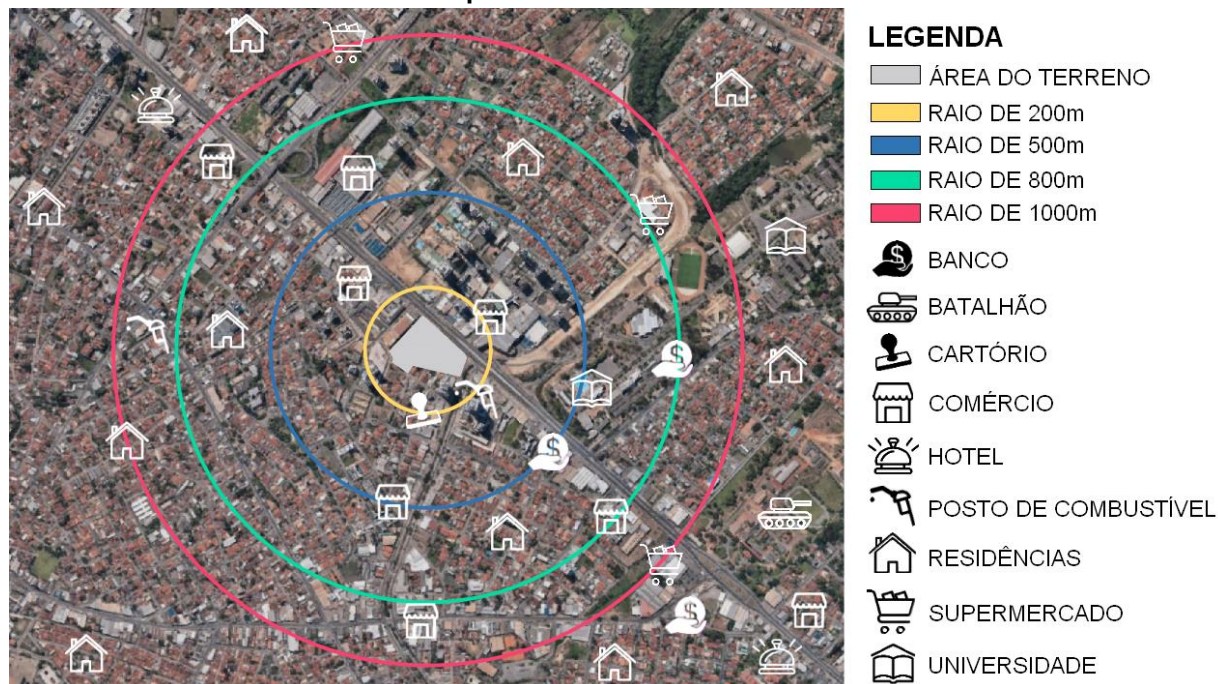 LEGENDA
ÁREA DO TERRENO
RAIO DE 200m
RAIO DE 500m
RAIO DE 800m
RAIO DE 1000m
BANCO
BATALHÃO
CARTÓRIO
COMÉRCIO
HOTEL
POSTO DE COMBUSTÍVEL
RESIDÊNCIAS
SUPERMERCADO
UNIVERSIDADE